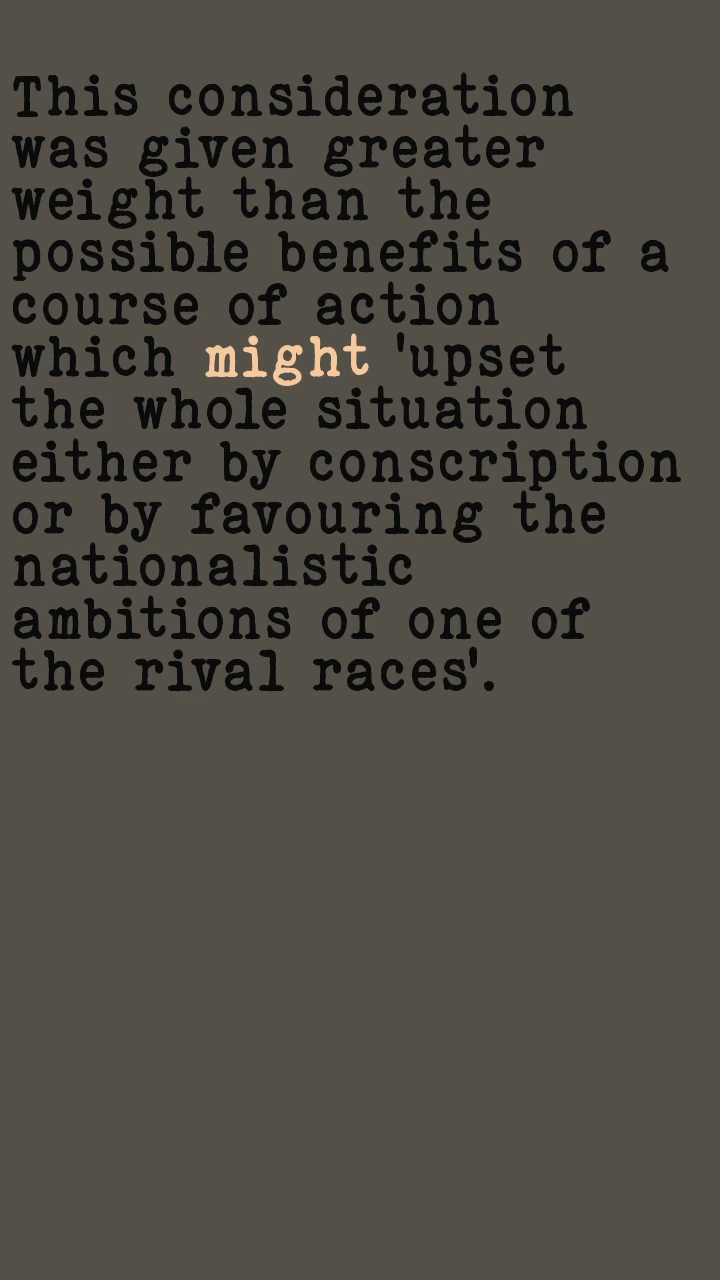 This consideration
was given greater
weight than the
possible benefits of a
course of action
which might 'upset
the whole situation
either by conscription
or by favouring the
nationalistic
ambitions of one of
the rival races'.